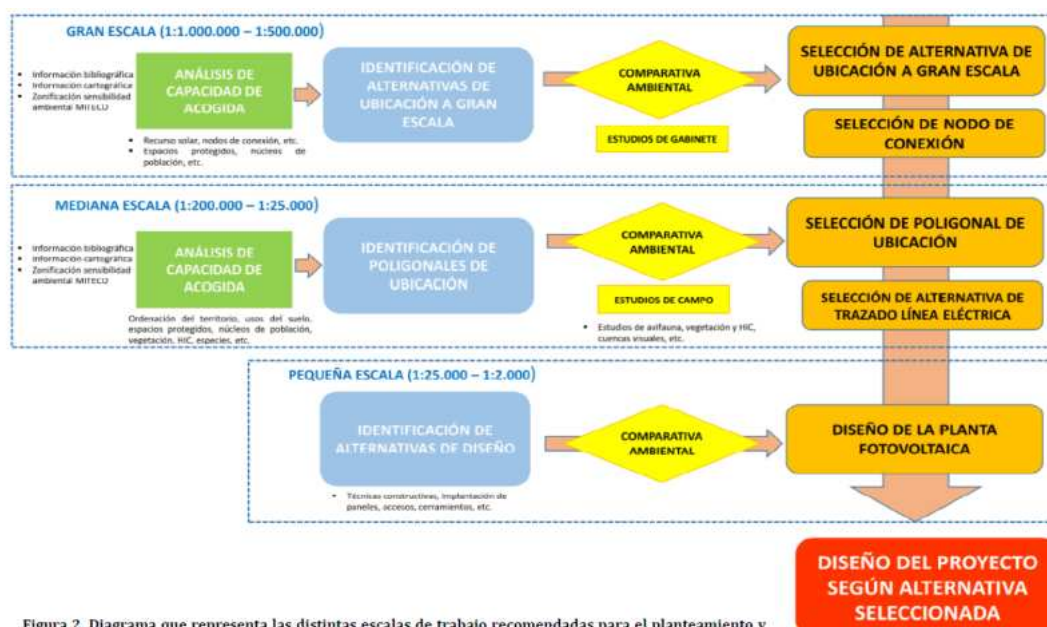 GRAN ESCALA (1:1.000.000 – 1:500.000)
▪ Información bibliográfica
▪ Información cartográfica
▪ Zonificación sensibilidad
ambiental MITECO
ANÁLISIS DE
CAPACIDAD DE
ACOGIDA
▪ Recurso solar, nodos de conexión, etc.
▪ Espacios protegidos, núcleos de
población, etc.
IDENTIFICACIÓN DE
ALTERNATIVAS DE
UBICACIÓN A GRAN
ESCALA
COMPARATIVA
AMBIENTAL
ESTUDIOS DE GABINETE
SELECCIÓN DE ALTERNATIVA DE
UBICACIÓN A GRAN ESCALA
SELECCIÓN DE NODO DE
CONEXIÓN
MEDIANA ESCALA (1:200.000 – 1:25.000)
▪ Información bibliográfica
▪ Información cartográfica
▪ Zonificación sensibilidad
ambiental MITECO
ANÁLISIS DE
CAPACIDAD DE
ACOGIDA
Ordenación del territorio, usos del suelo,
espacios protegidos, núcleos de población,
vegetación, HIC, especies, etc.
IDENTIFICACIÓN DE
POLIGONALES DE
UBICACIÓN
COMPARATIVA
AMBIENTAL
ESTUDIOS DE CAMPO
▪ Estudios de avifauna, vegetación y HIC,
cuencas visuales, etc.
SELECCIÓN DE POLIGONAL DE
UBICACIÓN
SELECCIÓN DE ALTERNATIVA DE
TRAZADO LÍNEA ELÉCTRICA
PEQUEÑA ESCALA (1:25.000 – 1:2.000)
IDENTIFICACIÓN DE
ALTERNATIVAS DE DISEÑO
▪ Técnicas constructivas, implantación de
paneles, accesos, cerramientos, etc.
COMPARATIVA
AMBIENTAL
DISEÑO DE LA PLANTA
FOTOVOLTAICA
DISEÑO DEL PROYECTO
SEGÚN ALTERNATIVA
SELECCIONADA
Figura 2. Diagrama que representa las distintas escalas de trabajo recomendadas para el planteamiento y